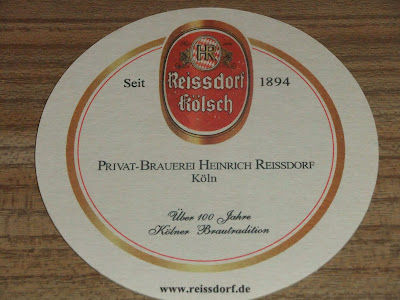 HR
Seit Reissdorf 1894
Kölsch
PRIVAT-BRAUEREI HEINRICH REISSDORF
KÖLN
Über 100 Jahre
Kölner Brautradition
www.reissdorf.de